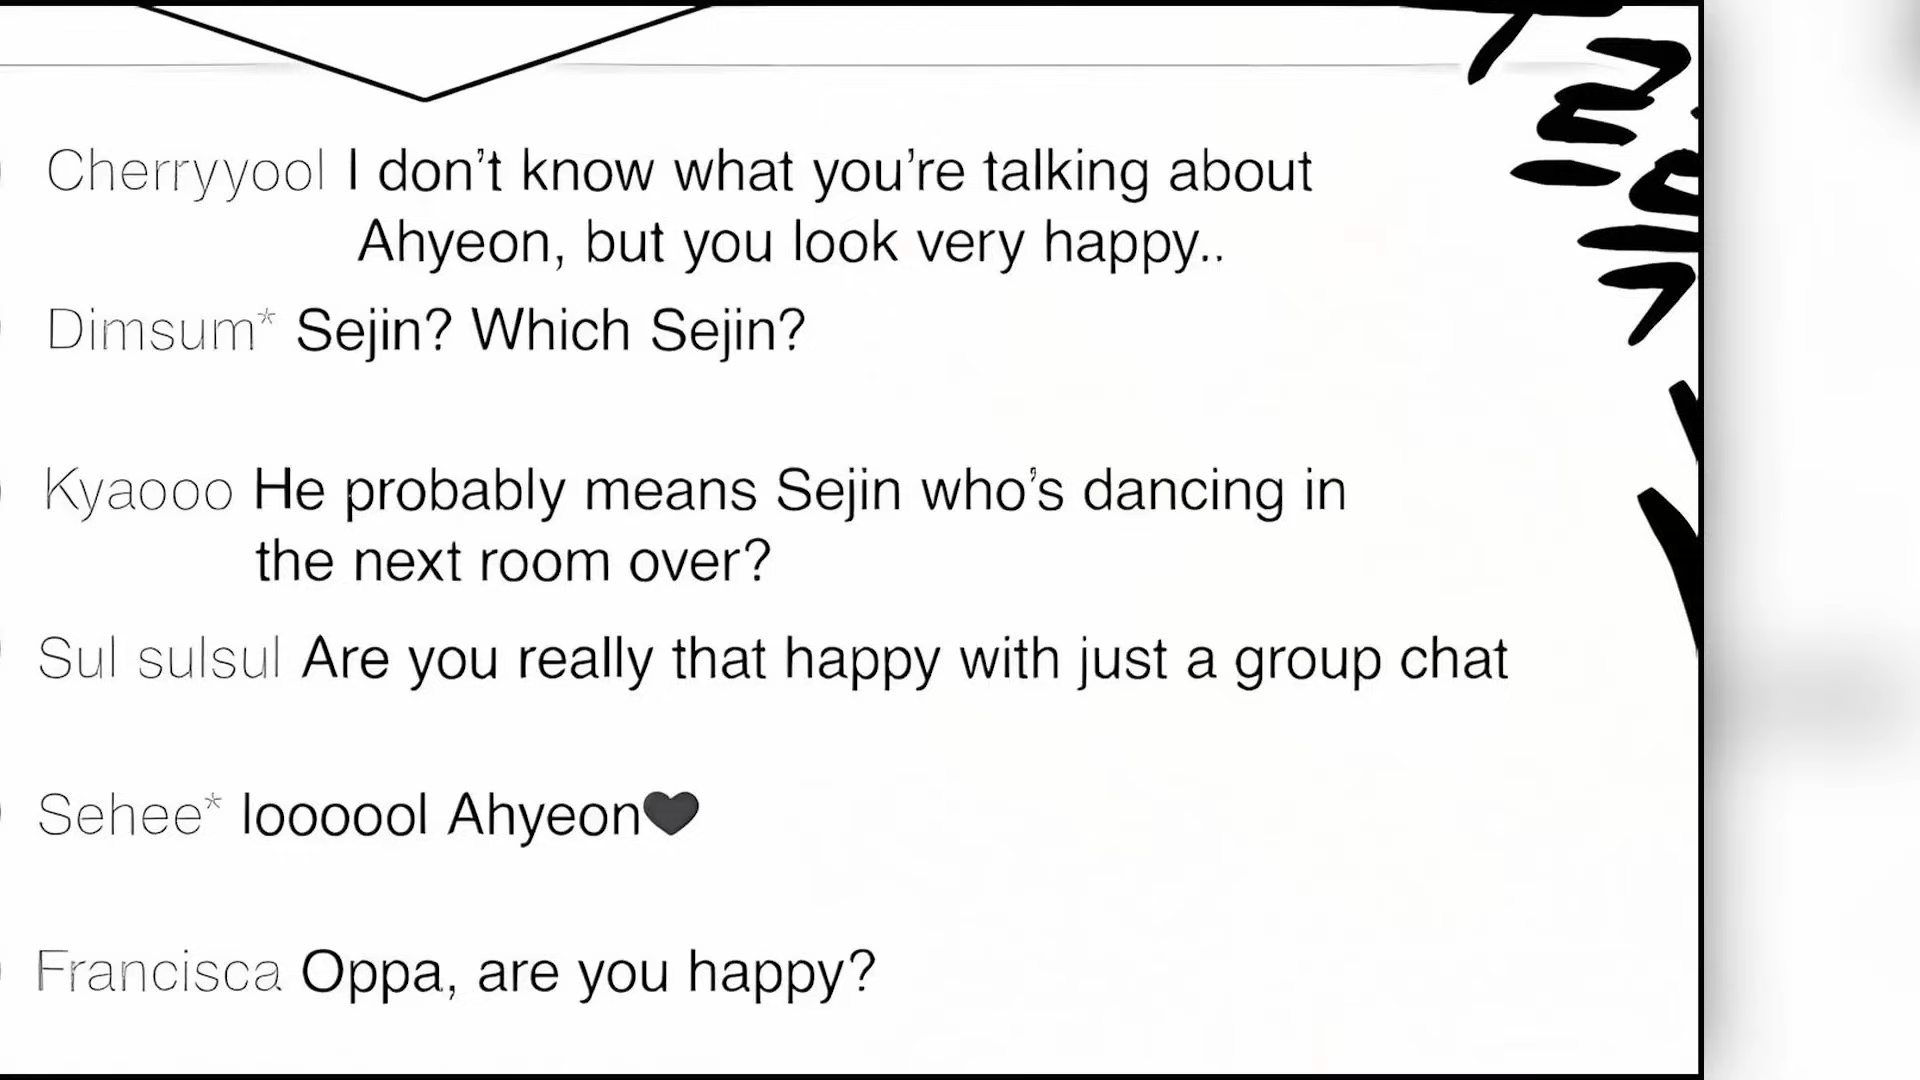 Cherryyool I don't know what you're talking about
Ahyeon, but you look very happy..
Dimsum* Sejin? Which Sejin?
Kyaooo He probably means Sejin who's dancing in
the next room over?
Sul sulsul Are you really that happy with just a group chat
Sehee* loooool Ahyeon🖤
Francisca Oppa, are you happy?